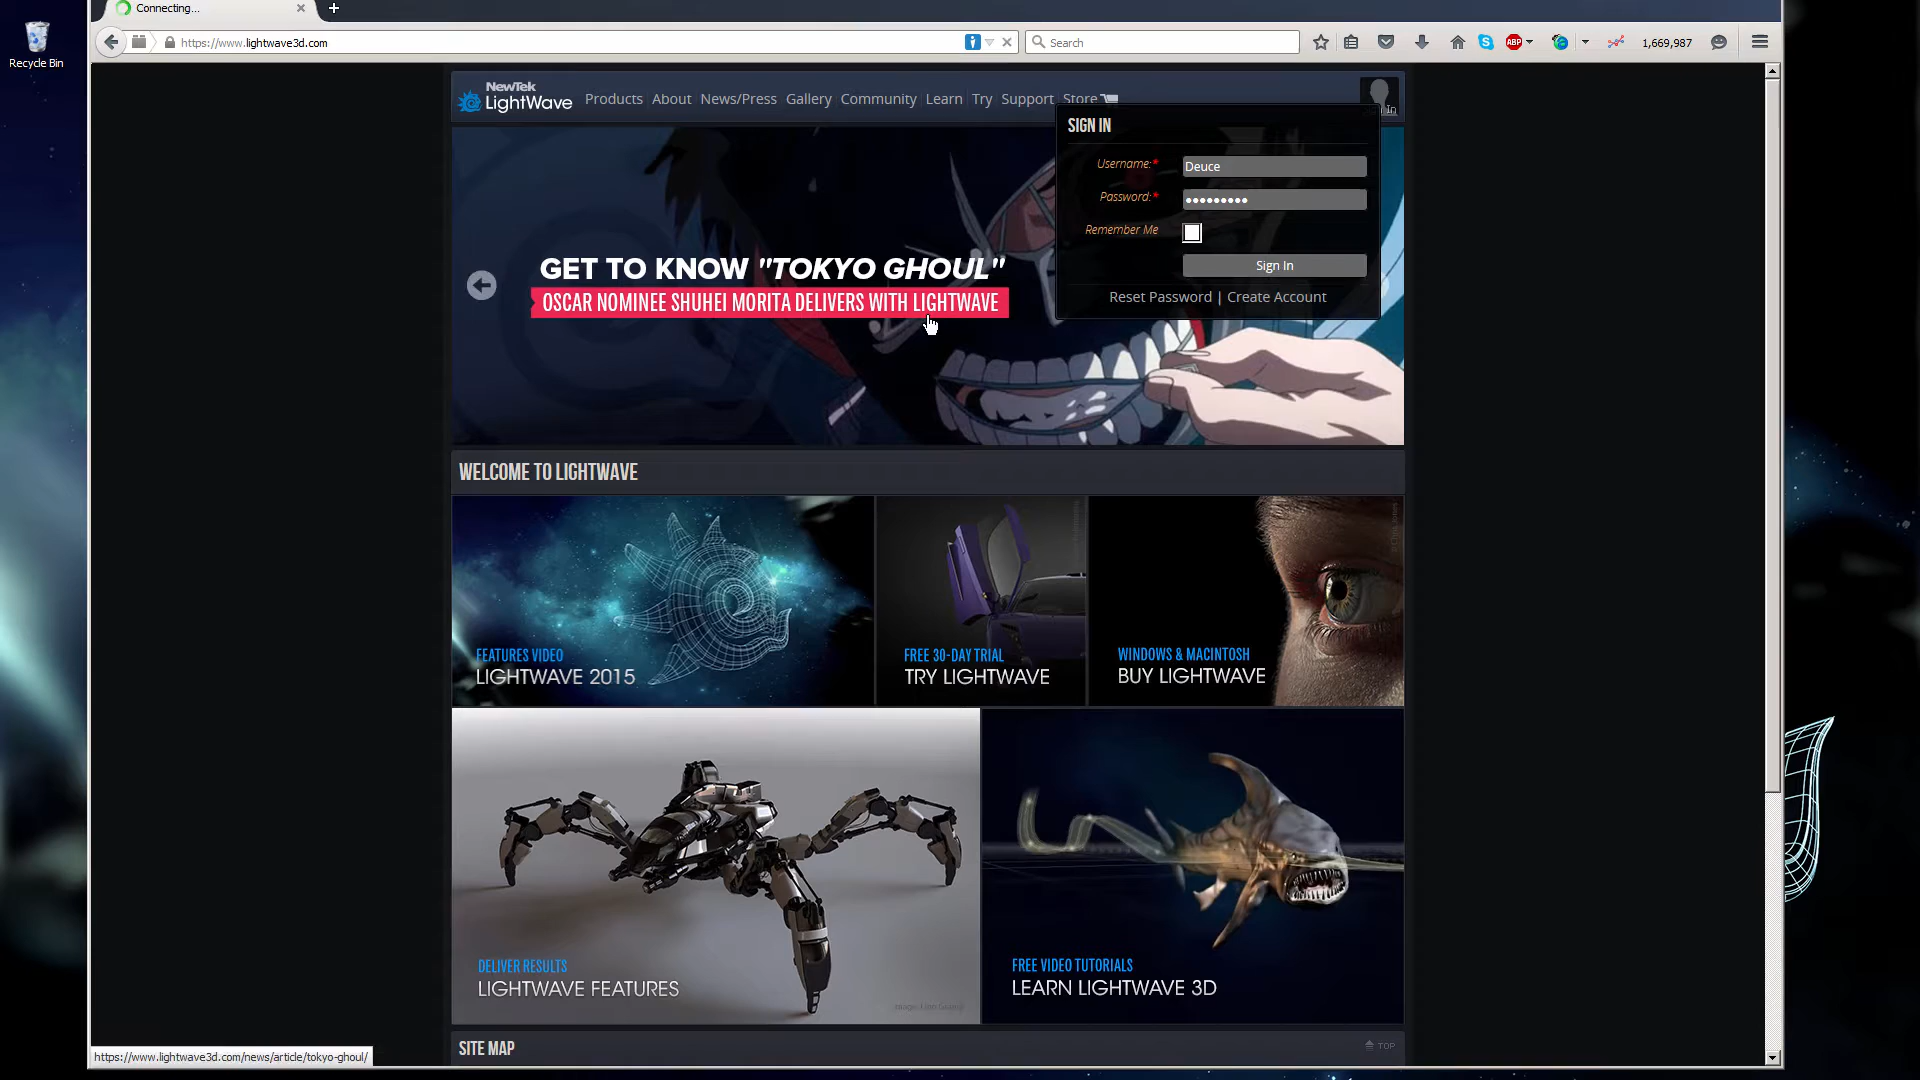 Connecting...
Recycle Bin
https://www.lightwave3d.com
Search
ABP
1,669,987
NewTek
LightWave
Products About News/Press Gallery Community Learn Try Support Store
In
SIGN IN
Username:*
Deuce
Password:*
Remember Me
Sign In
Reset Password | Create Account
GET TO KNOW "TOKYO GHOUL"
OSCAR NOMINEE SHUHEI MORITA DELIVERS WITH LIGHTWAVE
WELCOME TO LIGHTWAVE
FEATURES VIDEO
LIGHTWAVE 2015
FREE 30-DAY TRIAL
TRY LIGHTWAVE
WINDOWS & MACINTOSH
BUY LIGHTWAVE
DELIVER RESULTS
LIGHTWAVE FEATURES
FREE VIDEO TUTORIALS
LEARN LIGHTWAVE 3D
SITE MAP
TOP
https://www.lightwave3d.com/news/article/tokyo-ghoul/